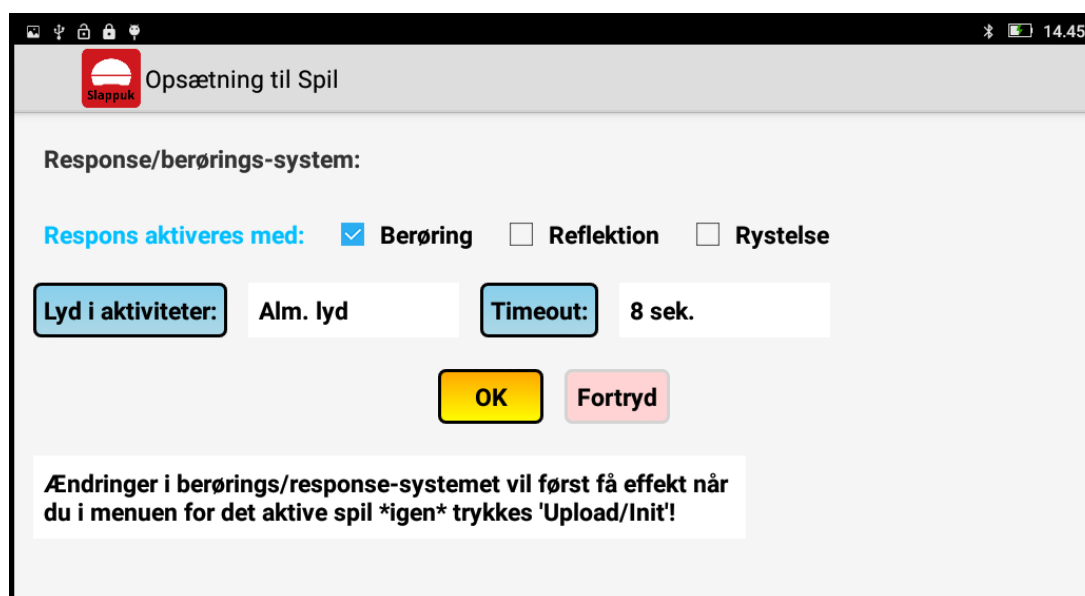 14.45
Slappuk
Opsætning til Spil
Response/berørings-system:
Respons aktiveres med: Berøring Reflektion Rystelse
Lyd i aktiviteter: Alm. lyd Timeout: 8 sek.
OK Fortryd
Ændringer i berørings/response-systemet vil først få effekt når
du i menuen for det aktive spil *igen* trykkes 'Upload/Init'!